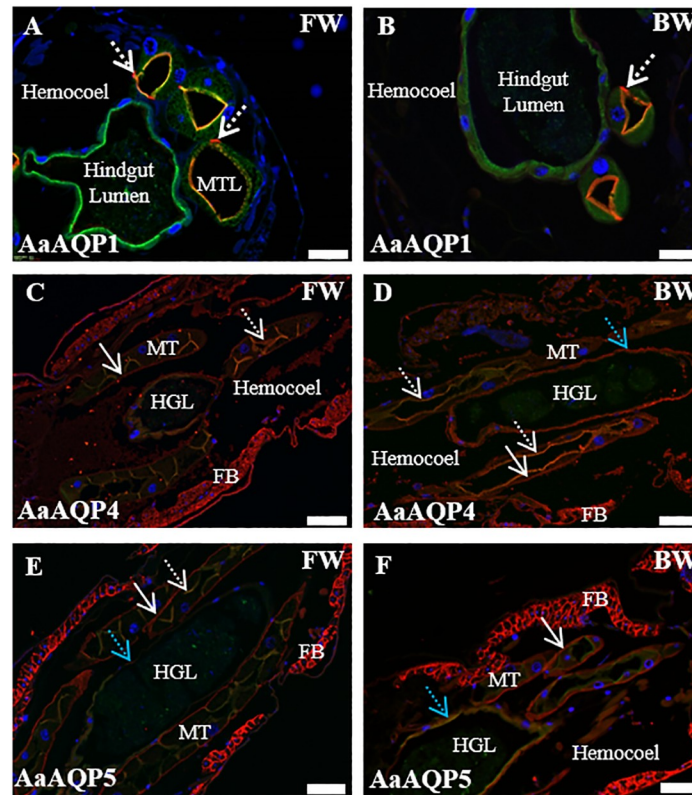 A
FW
Hemocoel
Hindgut
Lumen
MTL
AaAQP1
B
BW
Hemocoel
Hindgut
Lumen
AaAQP1
C
FW
MT
HGL
Hemocoel
FB
AaAQP4
D
BW
MT
HGL
Hemocoel
FB
AaAQP4
E
FW
FB
HGL
MT
AaAQP5
F
BW
FB
MT
HGL
Hemocoel
AaAQP5